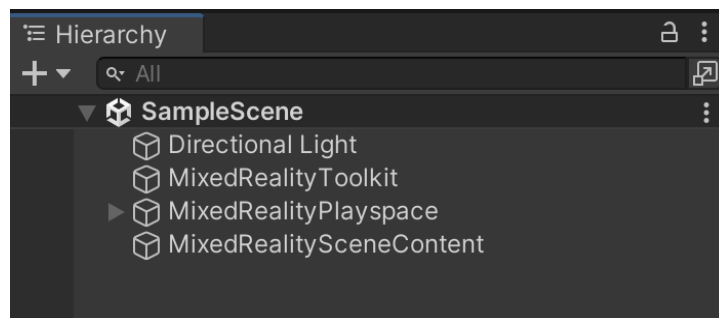 Hierarchy
All
SampleScene
Directional Light
MixedRealityToolkit
MixedRealityPlayspace
MixedRealitySceneContent